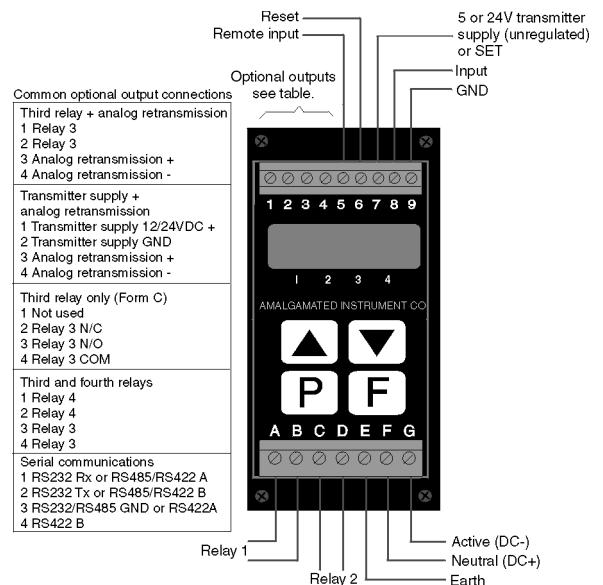 Reset
Remote input
5 or 24V transmitter
supply (unregulated)
or SET
Input
GND
Optional outputs
see table.
Common optional output connections
Third relay + analog retransmission
1 Relay 3
2 Relay 3
3 Analog retransmission +
4 Analog retransmission -
Transmitter supply +
analog retransmission
1 Transmitter supply 12/24VDC +
2 Transmitter supply GND
3 Analog retransmission +
4 Analog retransmission -
Third relay only (Form C)
1 Not used
2 Relay 3 N/C
3 Relay 3 N/O
4 Relay 3 COM
Third and fourth relays
1 Relay 4
2 Relay 4
3 Relay 3
4 Relay 3
Serial communications
1 RS232 Rx or RS485/RS422 A
2 RS232 Tx or RS485/RS422 B
3 RS232/RS485 GND or RS422A
4 RS422 B
1 2 3 4 5 6 7 8 9
1 2 3 4
AMALGAMATED INSTRUMENT CO
P F
A B C D E F G
Relay 1
Relay 2
Active (DC-)
Neutral (DC+)
Earth